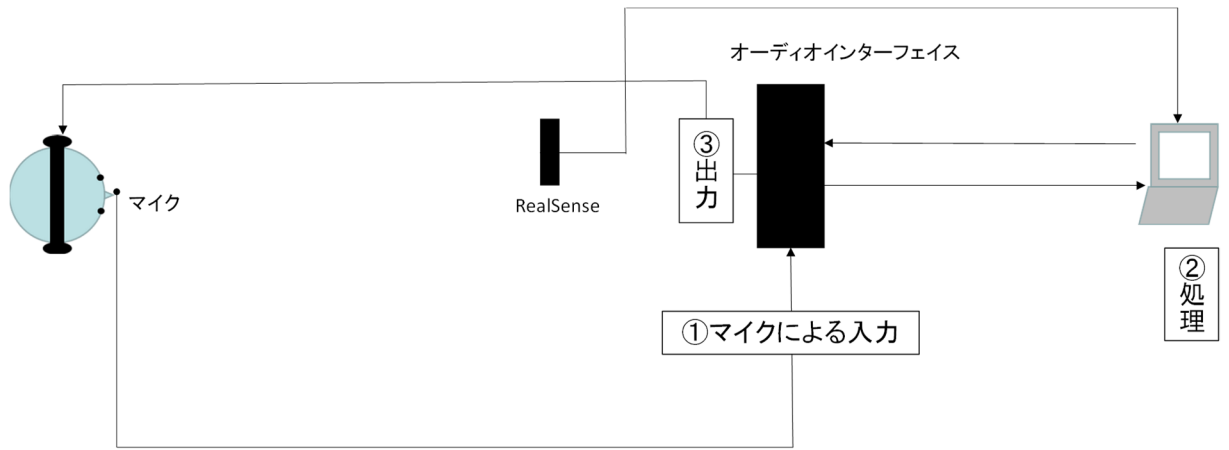 オーディオインターフェイス
③出力
マイク
RealSense
②処理
①マイクによる入力